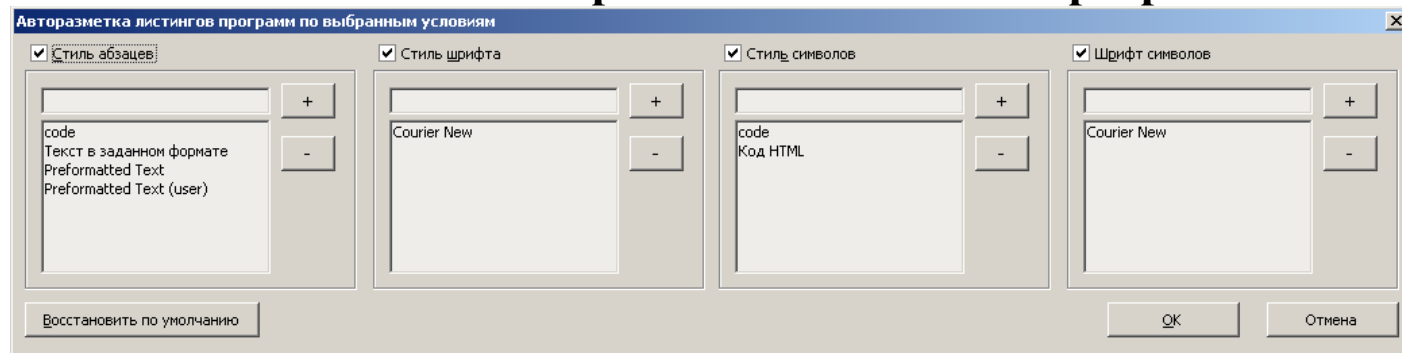 Авторазметка листингов программ по выбранным условиям
Стиль абзацев
Стиль шрифта
Стиль символов
Шрифт символов
+
+
+
+
code
Текст в заданном формате
Preformatted Text
Preformatted Text (user)
-
Courier New
-
code
Код HTML
-
Courier New
-
Восстановить по умолчанию
OK
Отмена